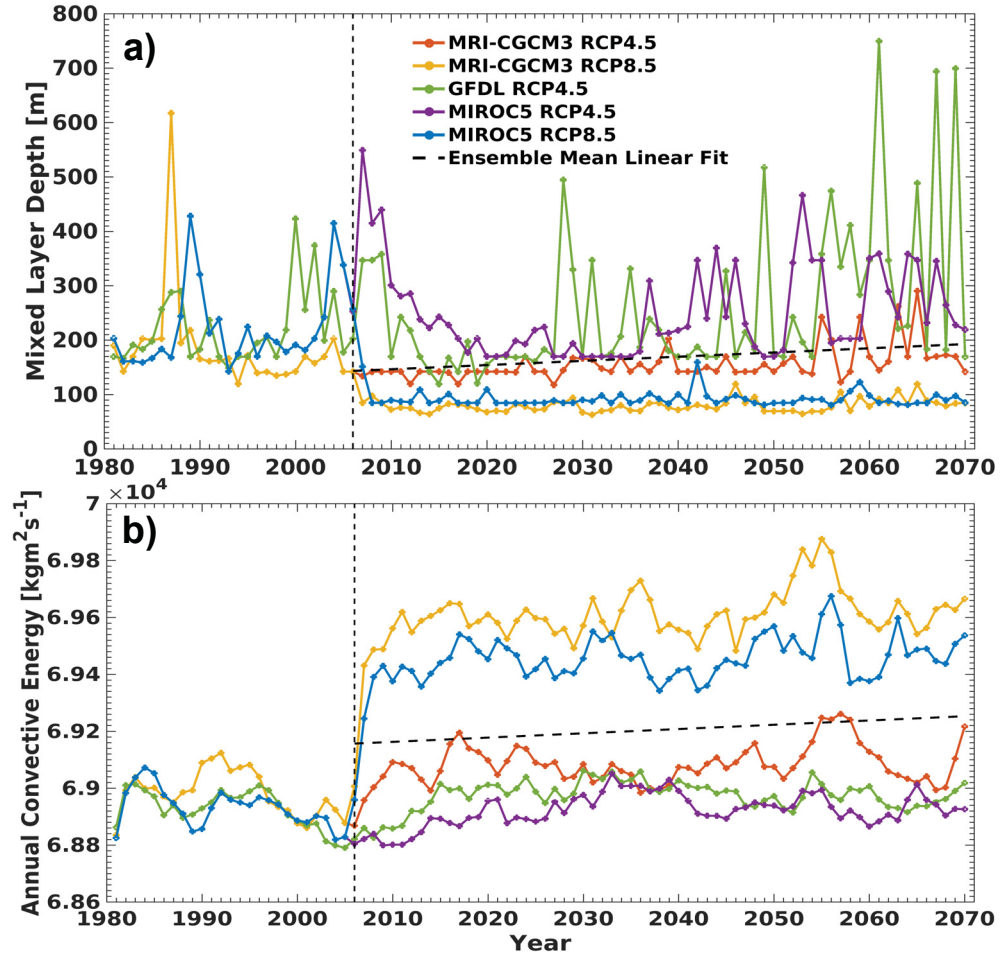 a)
Mixed Layer Depth [m]
800
700
600
500
400
300
200
100
0
MRI-CGCM3 RCP4.5
MRI-CGCM3 RCP8.5
GFDL RCP4.5
MIROC5 RCP4.5
MIROC5 RCP8.5
Ensemble Mean Linear Fit
1980 1990 2000 2010 2020 2030 2040 2050 2060 2070
b)
Annual Convective Energy [kgm²s⁻¹]
×10⁴
7
6.98
6.96
6.94
6.92
6.9
6.88
6.86
1980 1990 2000 2010 2020 2030 2040 2050 2060 2070
Year